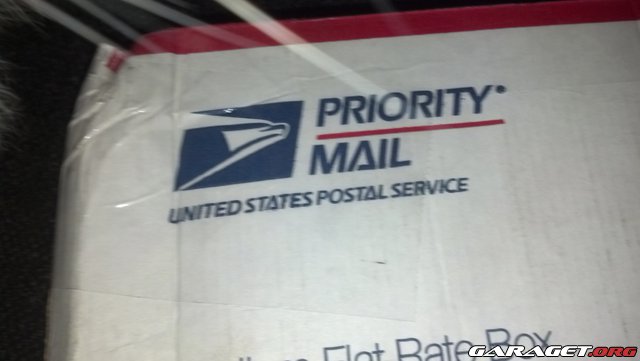 PRIORITY®
MAIL
UNITED STATES POSTAL SERVICE
Flat Rate Box
GARAGET.ORG